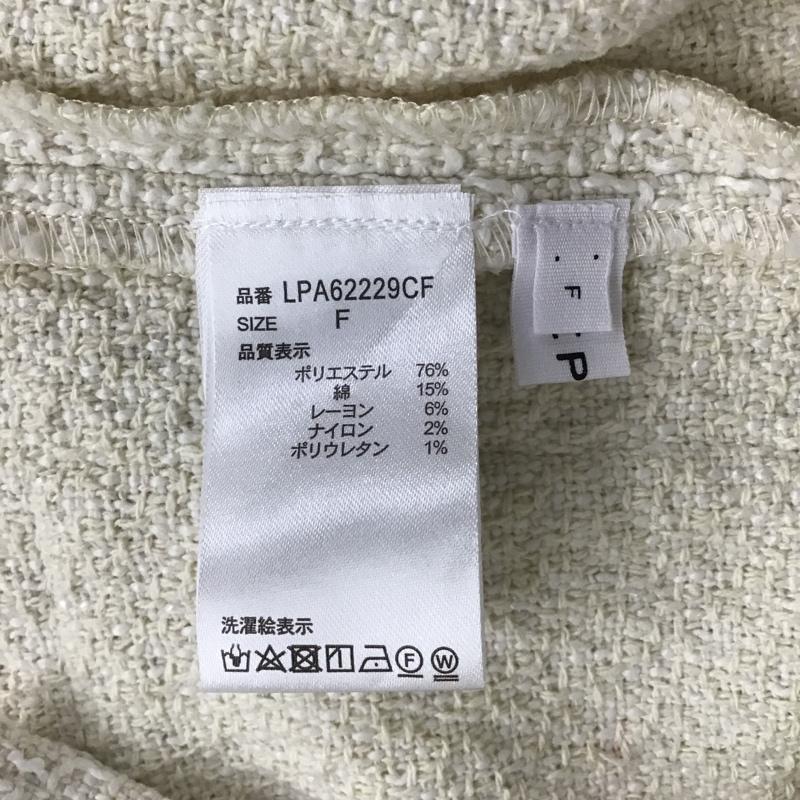 品番 LPA62229CF
SIZE F
品質表示
ポリエステル 76%
綿 15%
レーヨン 6%
ナイロン 2%
ポリウレタン 1%
洗濯絵表示
F W
F
P